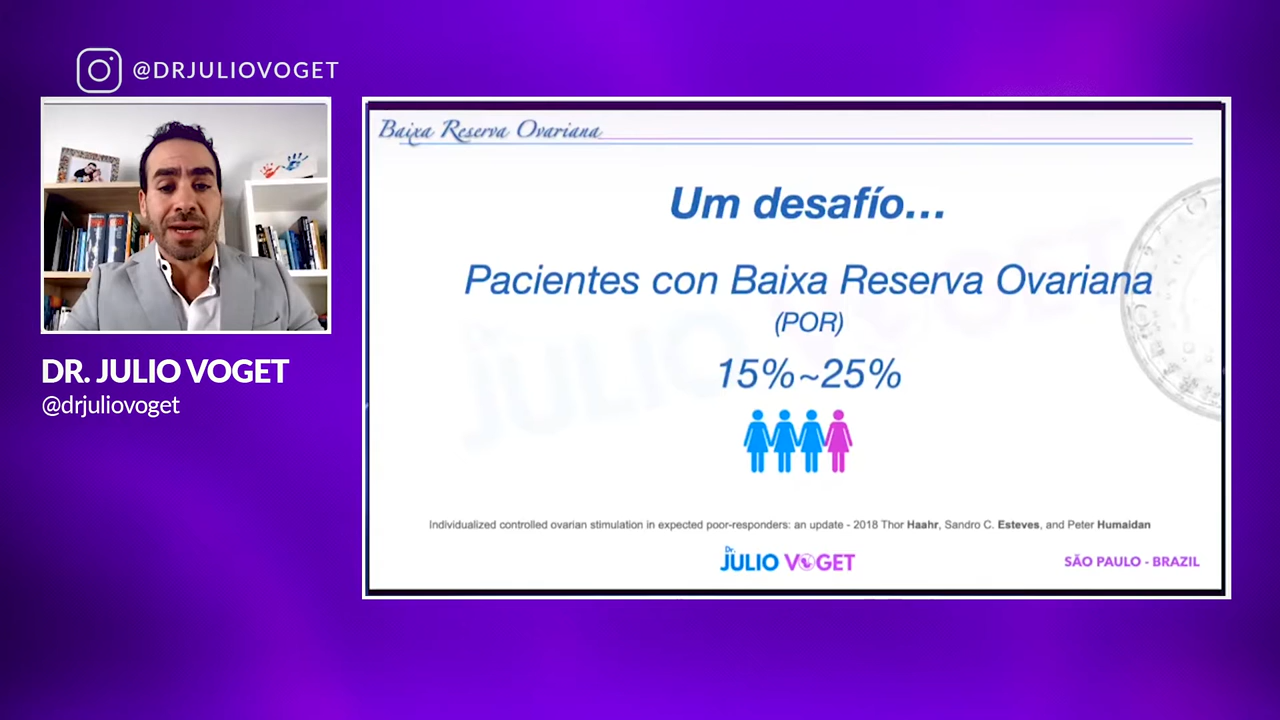 @DRJULIOVOGET
DR. JULIO VOGET
@drjuliovoget
Baixa Reserva Ovariana
Um desafío...
Pacientes con Baixa Reserva Ovariana
(POR)
15%~25%
Individualized controlled ovarian stimulation in expected poor-responders: an update - 2018 Thor Haahr, Sandro C. Esteves, and Peter Humaidan
Dr.
JULIO VOGET
SÃO PAULO - BRAZIL